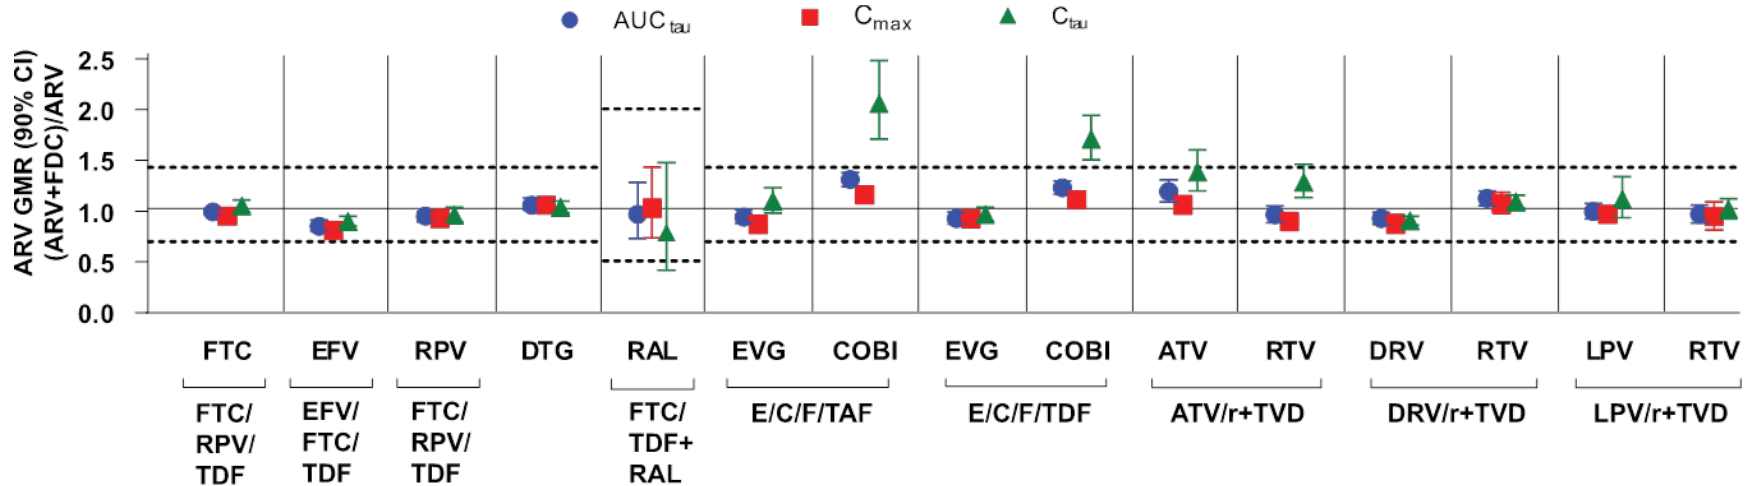 AUCtau Cmax Ctau
ARV GMR (90% CI)
(ARV+FDC)/ARV
2.5
2.0
1.5
1.0
0.5
0.0
FTC EFV RPV DTG RAL EVG COBI EVG COBI ATV RTV DRV RTV LPV RTV
FTC/
RPV/
TDF
EFV/
FTC/
TDF
FTC/
RPV/
TDF
FTC/
TDF+
RAL
E/C/F/TAF
E/C/F/TDF
ATV/r+TVD
DRV/r+TVD
LPV/r+TVD